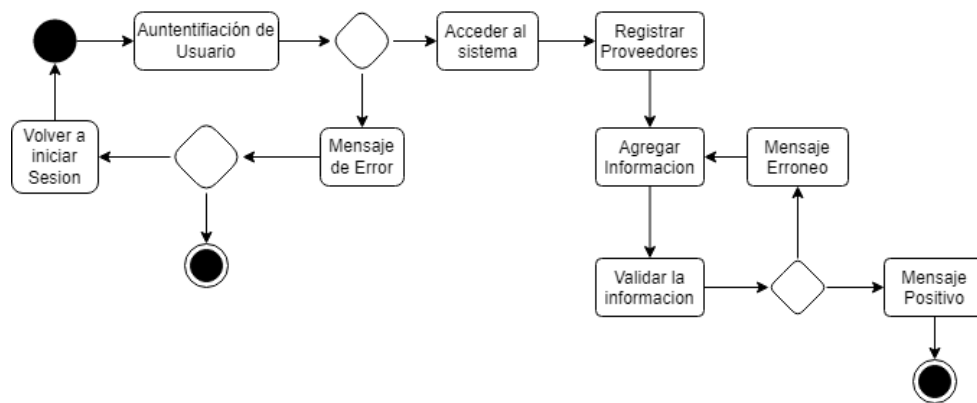 Auntentifiación de
Usuario
Acceder al
sistema
Registrar
Proveedores
Volver a
iniciar
Sesion
Mensaje
de Error
Agregar
Informacion
Mensaje
Erroneo
Validar la
informacion
Mensaje
Positivo